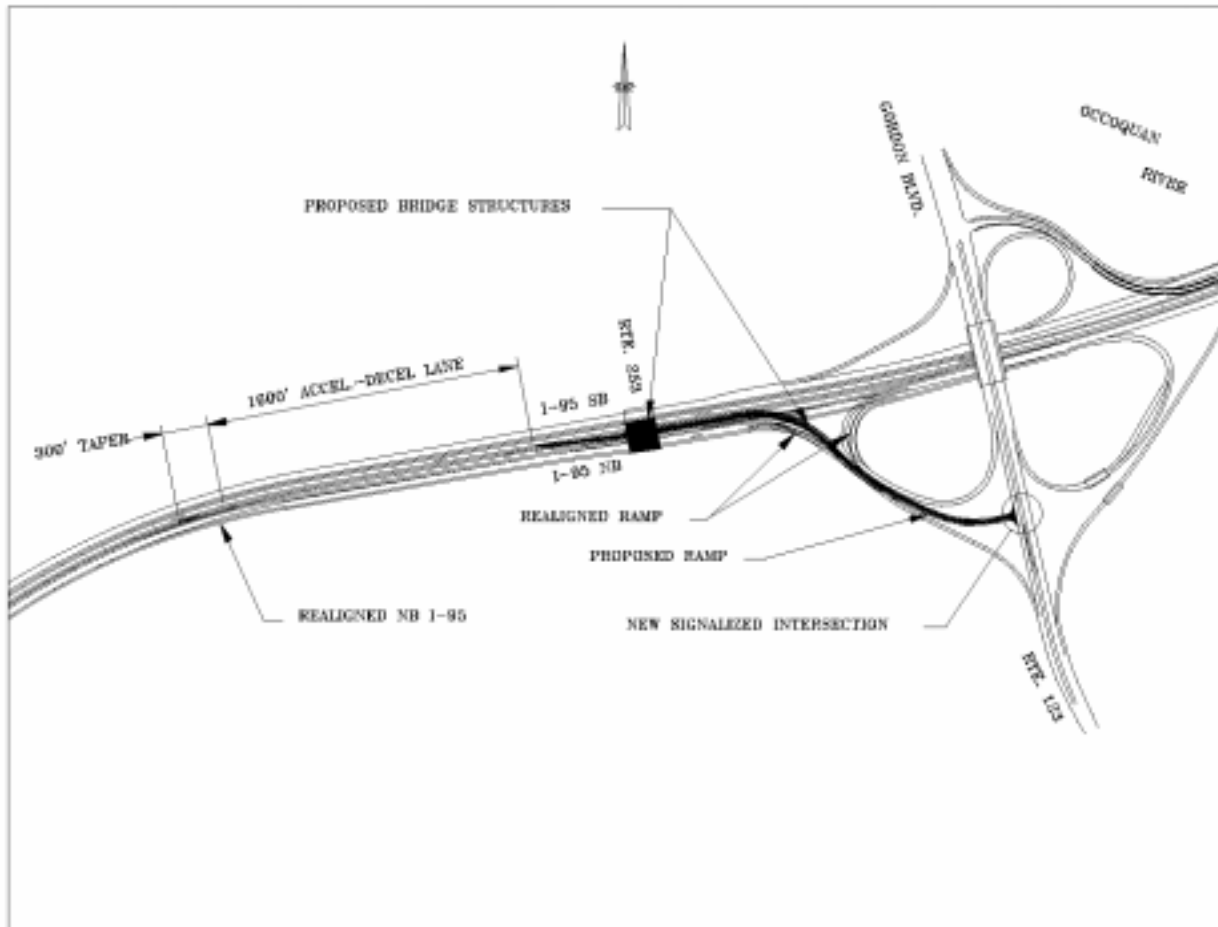 OCCOQUAN
RIVER
GORDON BLVD.
PROPOSED BRIDGE STRUCTURES
RTE. 253
1600' ACCEL.-DECEL LANE
300' TAPER
I-95 SB
I-95 NB
REALIGNED RAMP
PROPOSED RAMP
REALIGNED NB I-95
NEW SIGNALIZED INTERSECTION
RTE. 123